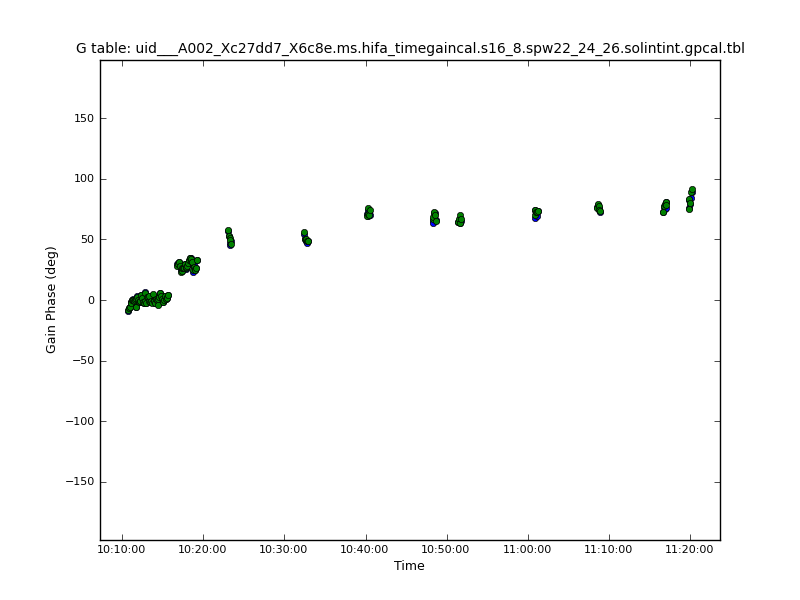 G table: uid___A002_Xc27dd7_X6c8e.ms.hifa_timegaincal.s16_8.spw22_24_26.solintint.gpcal.tbl
Gain Phase (deg)
150
100
50
0
−50
−100
−150
10:10:00 10:20:00 10:30:00 10:40:00 10:50:00 11:00:00 11:10:00 11:20:00
Time